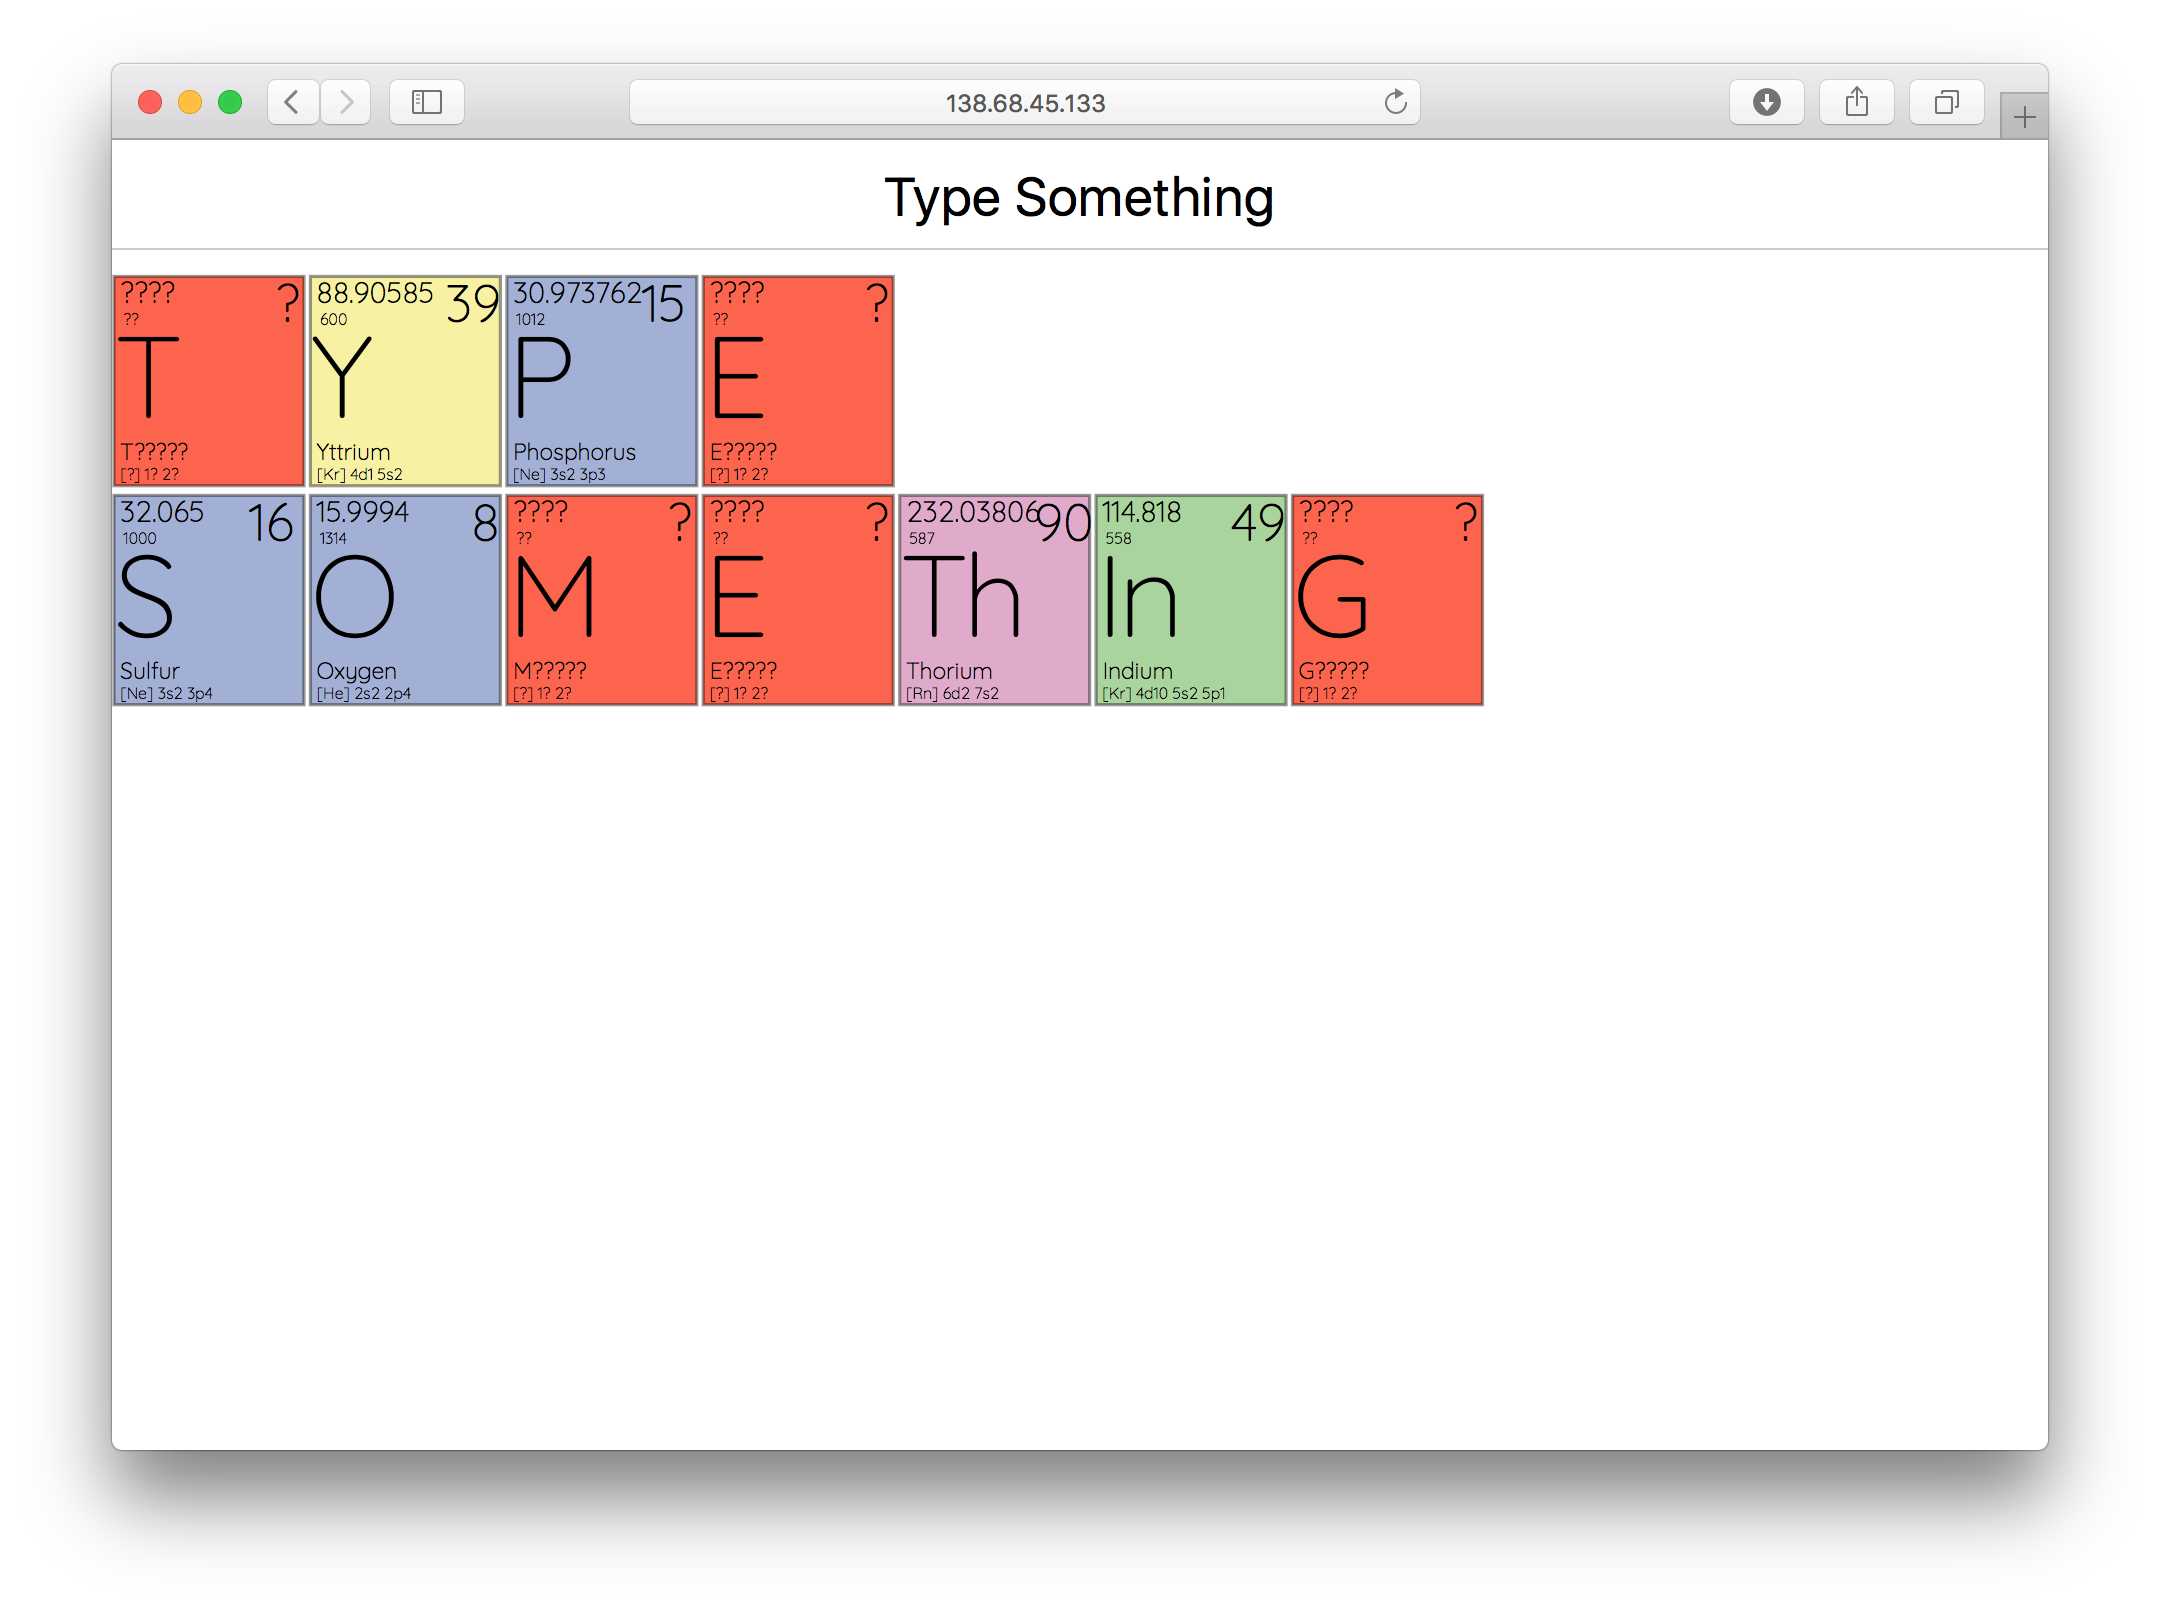 138.68.45.133
Type Something
???? ? 88.90585 39 30.973762 15 ???? ?
?? 600 1012 ??
T Y P E
T????? Yttrium Phosphorus E?????
[?] 1? 2? [Kr] 4d1 5s2 [Ne] 3s2 3p3 [?] 1? 2?
32.065 16 15.9994 8 ???? ? ???? ? 232.03806 90 114.818 49 ???? ?
1000 1314 ?? ?? 587 558 ??
S O M E Th In G
Sulfur Oxygen M????? E????? Thorium Indium G?????
[Ne] 3s2 3p4 [He] 2s2 2p4 [?] 1? 2? [?] 1? 2? [Rn] 6d2 7s2 [Kr] 4d10 5s2 5p1 [?] 1? 2?